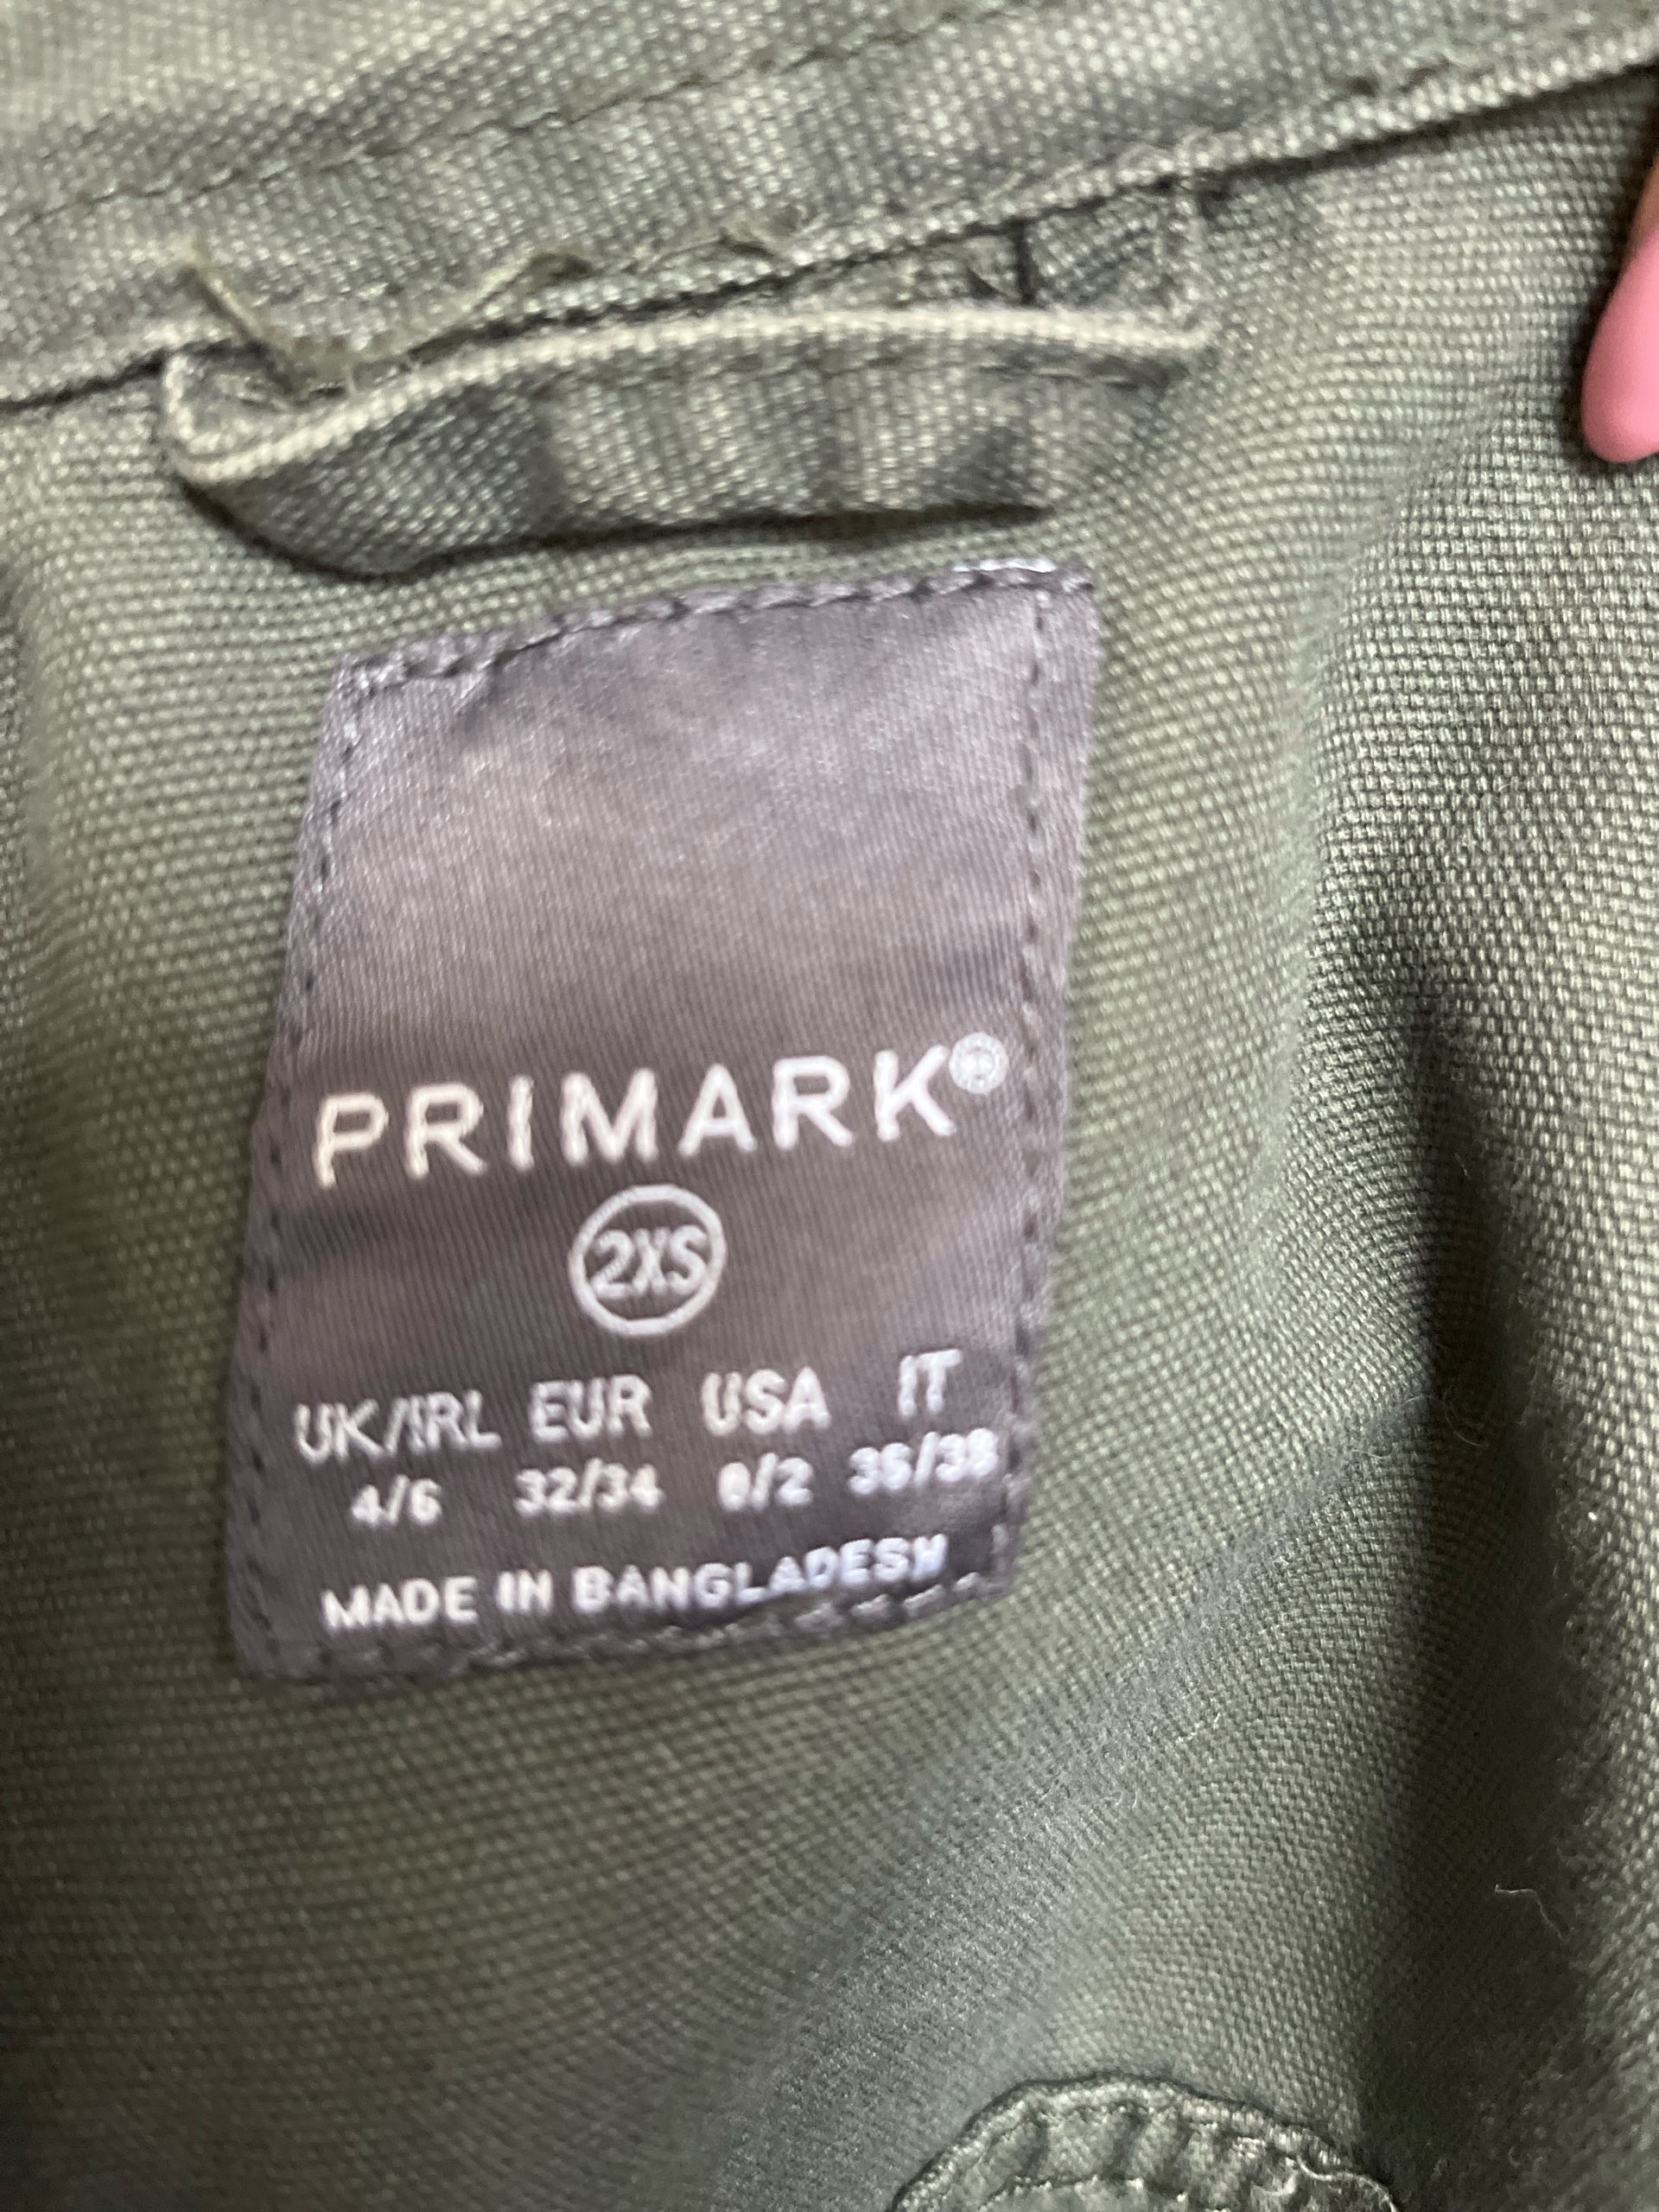 PRIMARK®
2XS
UK/IRL EUR USA IT
4/6 32/34 0/2 36/38
MADE IN BANGLADESH